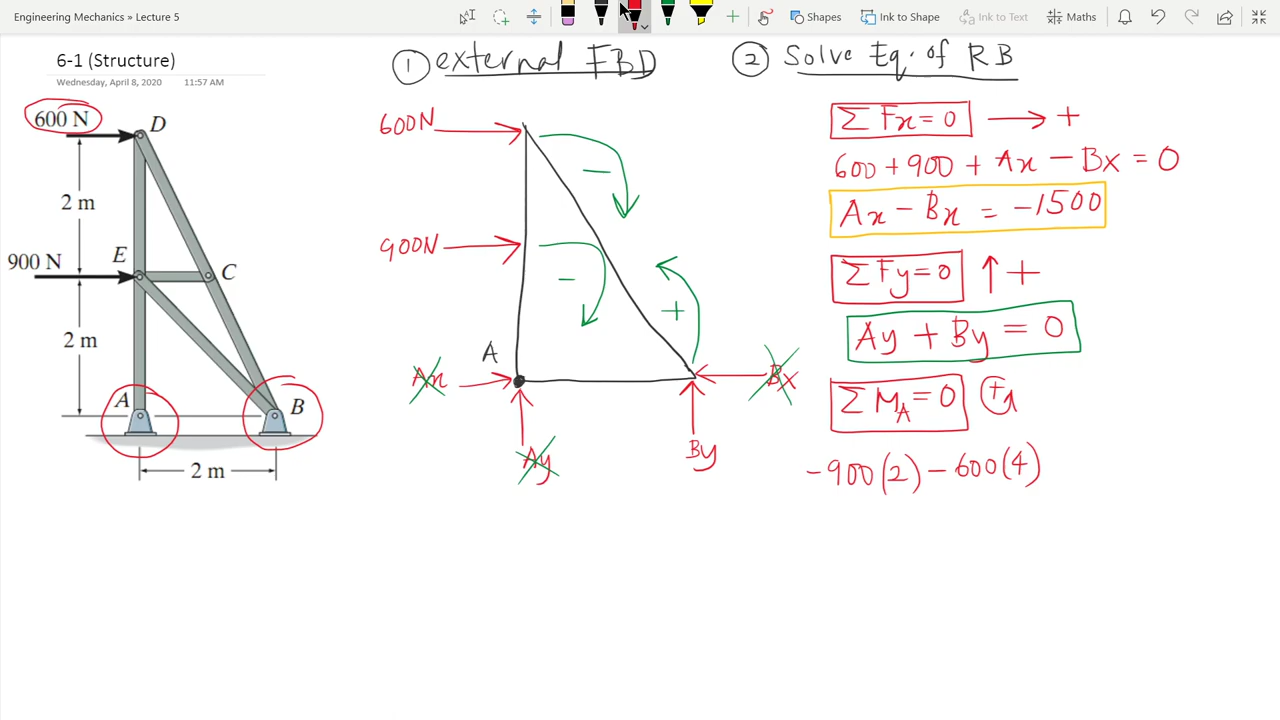 Engineering Mechanics » Lecture 5
Shapes
Ink to Shape
Ink to Text
Maths
6-1 (Structure)
Wednesday, April 8, 2020 11:57 AM
600 N
D
2 m
E
C
900 N
2 m
A
B
2 m
① external FBD
600N
900N
−
−
+
A
Ax
Ay
By
Bx
② Solve Eq. of RB
∑ Fx = 0 → +
600 + 900 + Ax − Bx = 0
Ax − Bx = −1500
∑ Fy = 0 ↑ +
Ay + By = 0
∑ M_A = 0 +
−900(2) − 600(4)